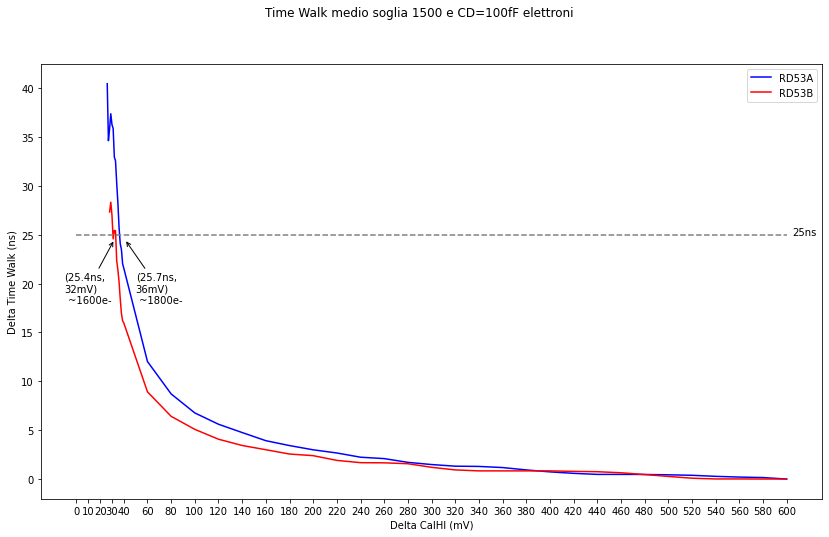 Time Walk medio soglia 1500 e CD=100fF elettroni
RD53A
RD53B
40
35
30
25
20
15
10
5
0
Delta Time Walk (ns)
25ns
(25.4ns,
32mV)
~1600e-
(25.7ns,
36mV)
~1800e-
0 10 20 30 40 60 80 100 120 140 160 180 200 220 240 260 280 300 320 340 360 380 400 420 440 460 480 500 520 540 560 580 600
Delta CalHI (mV)